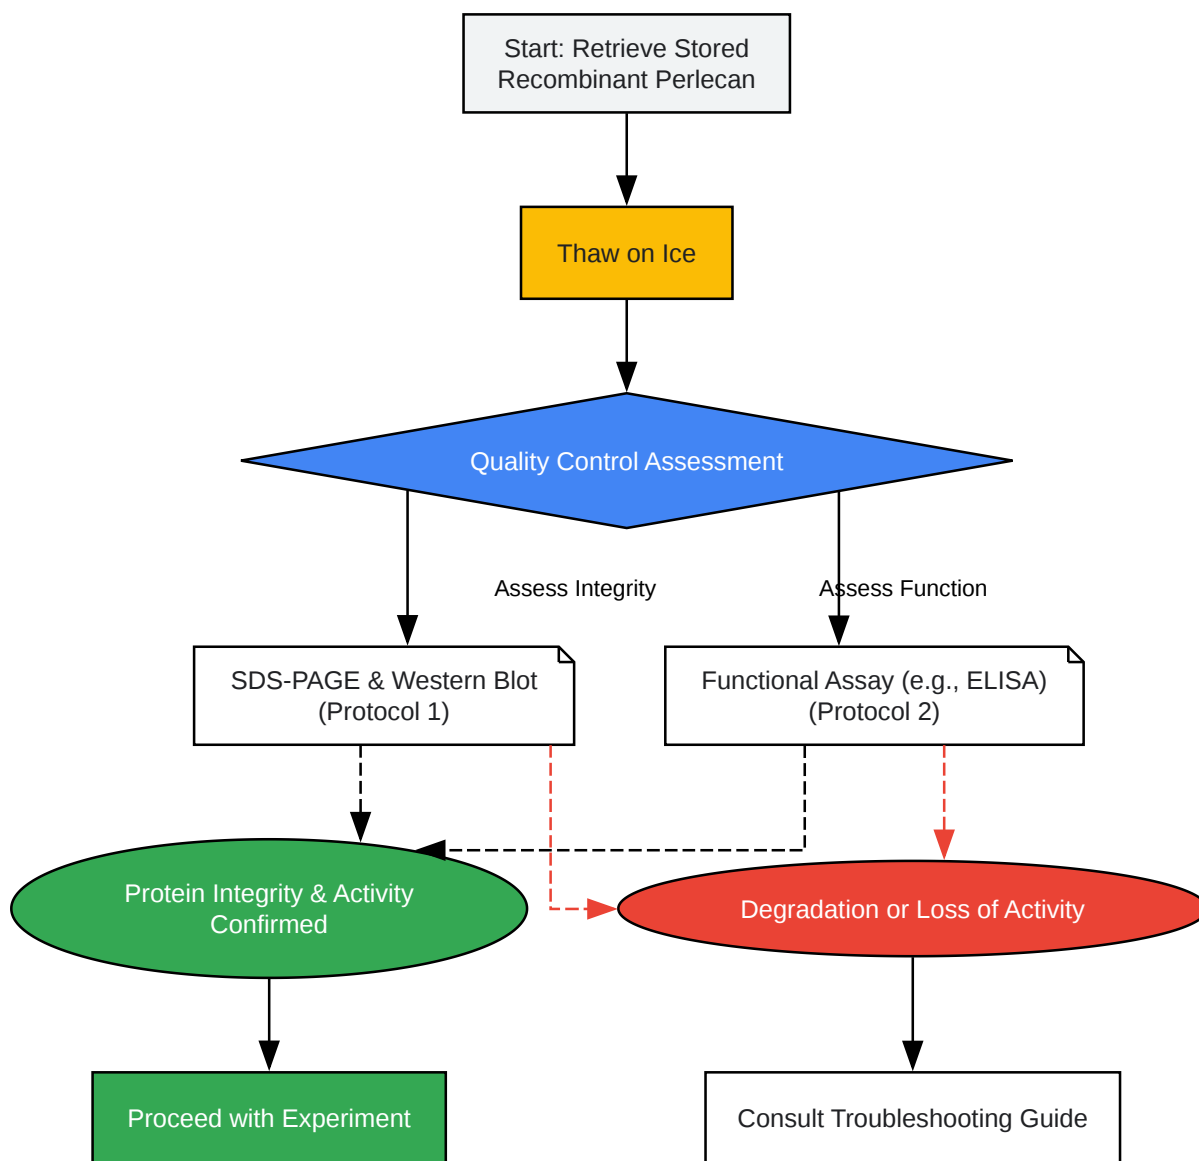 Start: Retrieve Stored
Recombinant Perlecan
Thaw on Ice
Quality Control Assessment
Assess Integrity
Assess Function
SDS-PAGE & Western Blot
(Protocol 1)
Functional Assay (e.g., ELISA)
(Protocol 2)
Protein Integrity & Activity
Confirmed
Degradation or Loss of Activity
Proceed with Experiment
Consult Troubleshooting Guide